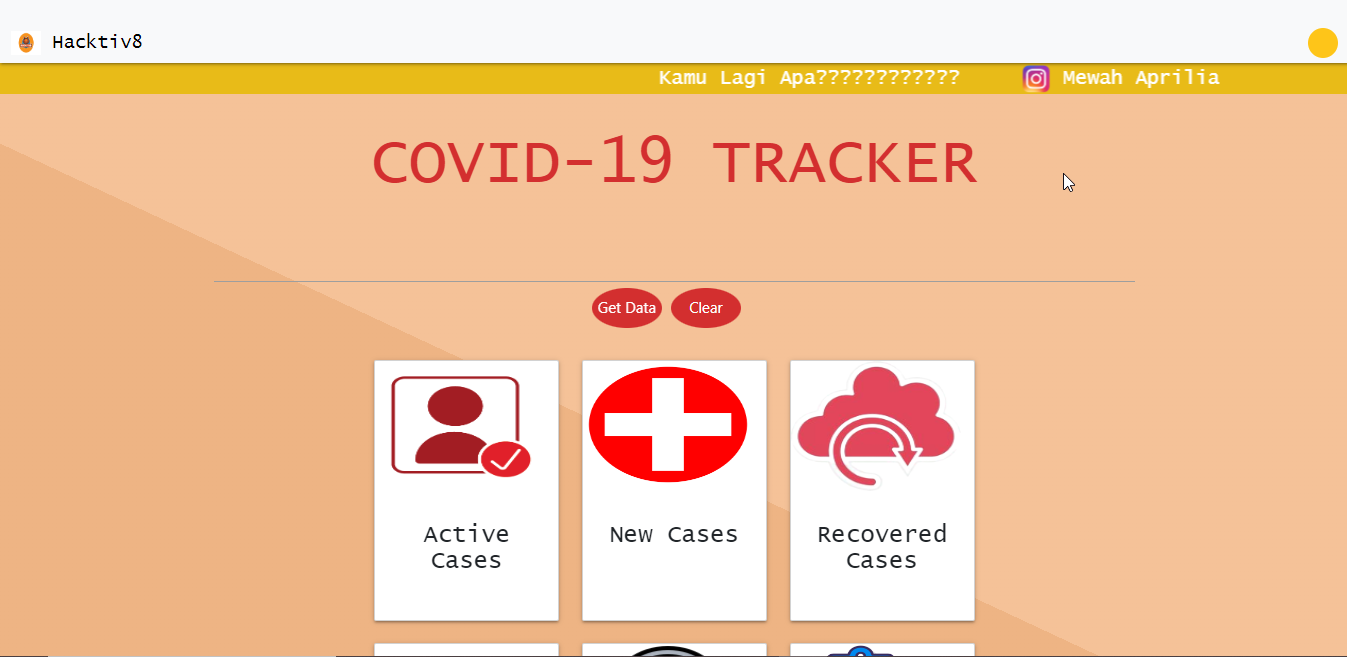 Hacktiv8
Kamu Lagi Apa???????????? Mewah Aprilia
COVID-19 TRACKER
Get Data Clear
Active
Cases
New Cases
Recovered
Cases